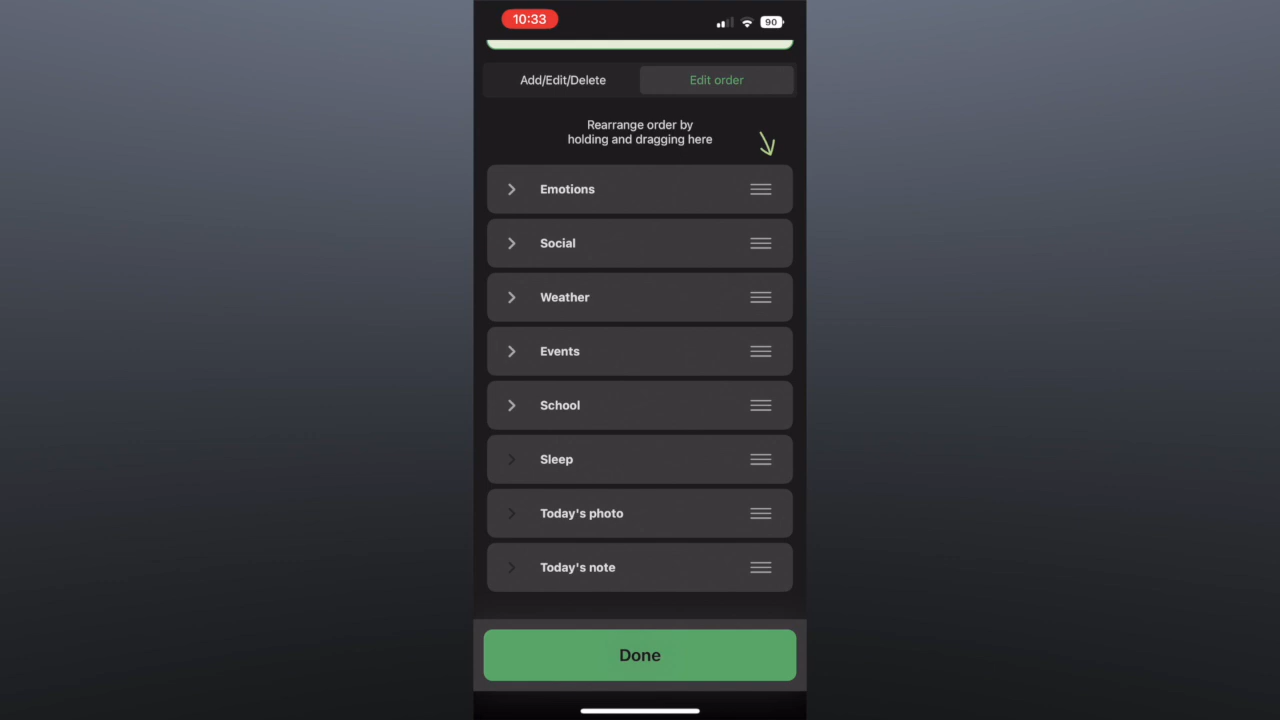 10:33
90
Add/Edit/Delete
Edit order
Rearrange order by
holding and dragging here
Emotions
Social
Weather
Events
School
Sleep
Today's photo
Today's note
Done